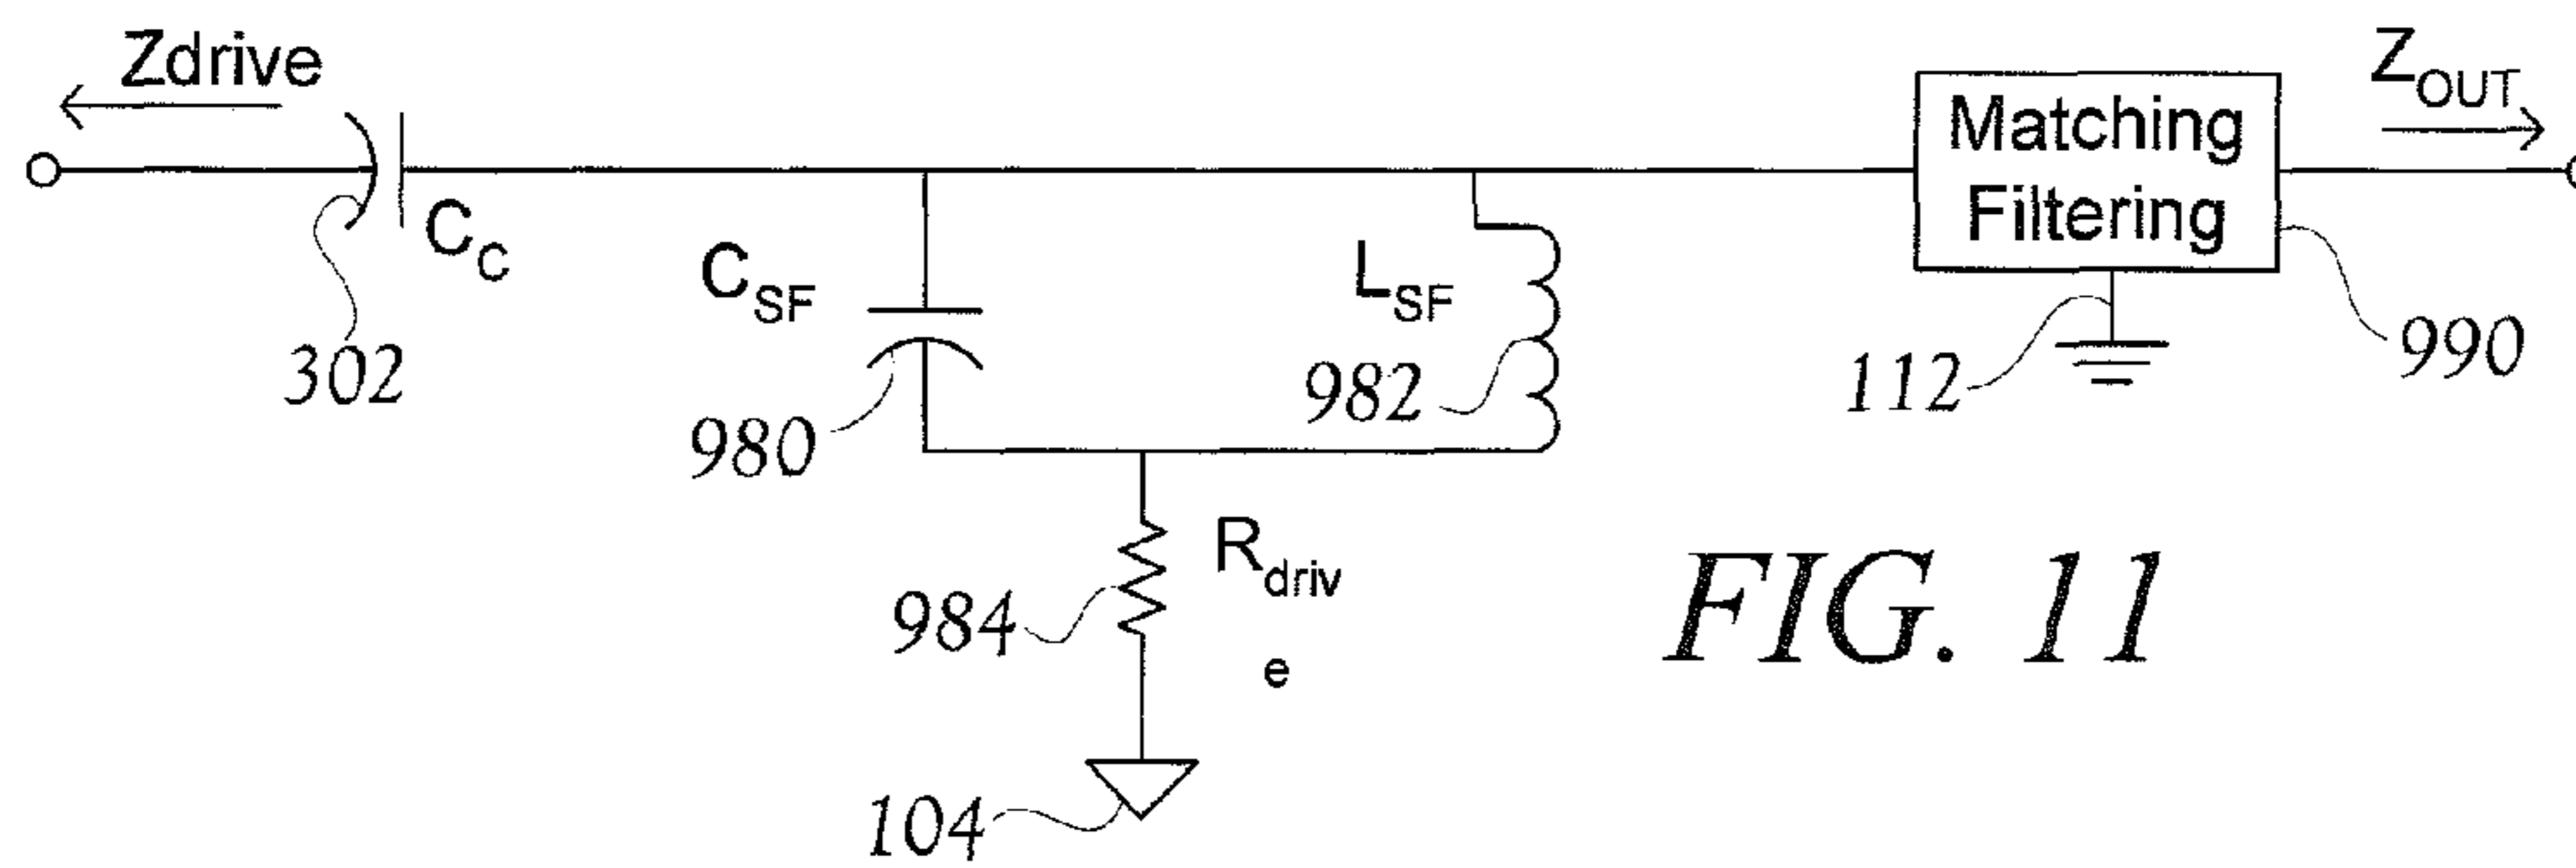 Zdrive
Z_OUT
Matching
Filtering
C_C
C_SF
L_SF
302
980
982
112
990
R_driv
e
984
104
FIG. 11